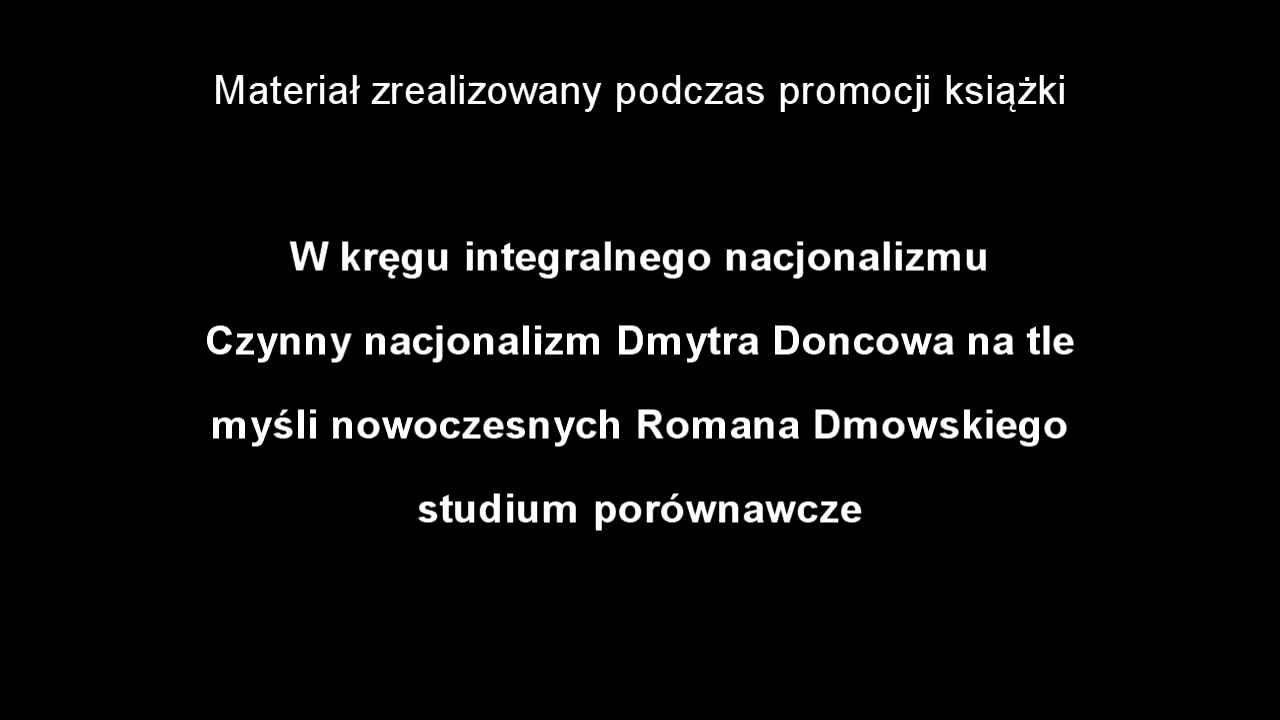 Materiał zrealizowany podczas promocji książki
W kręgu integralnego nacjonalizmu
Czynny nacjonalizm Dmytra Doncowa na tle
myśli nowoczesnych Romana Dmowskiego
studium porównawcze